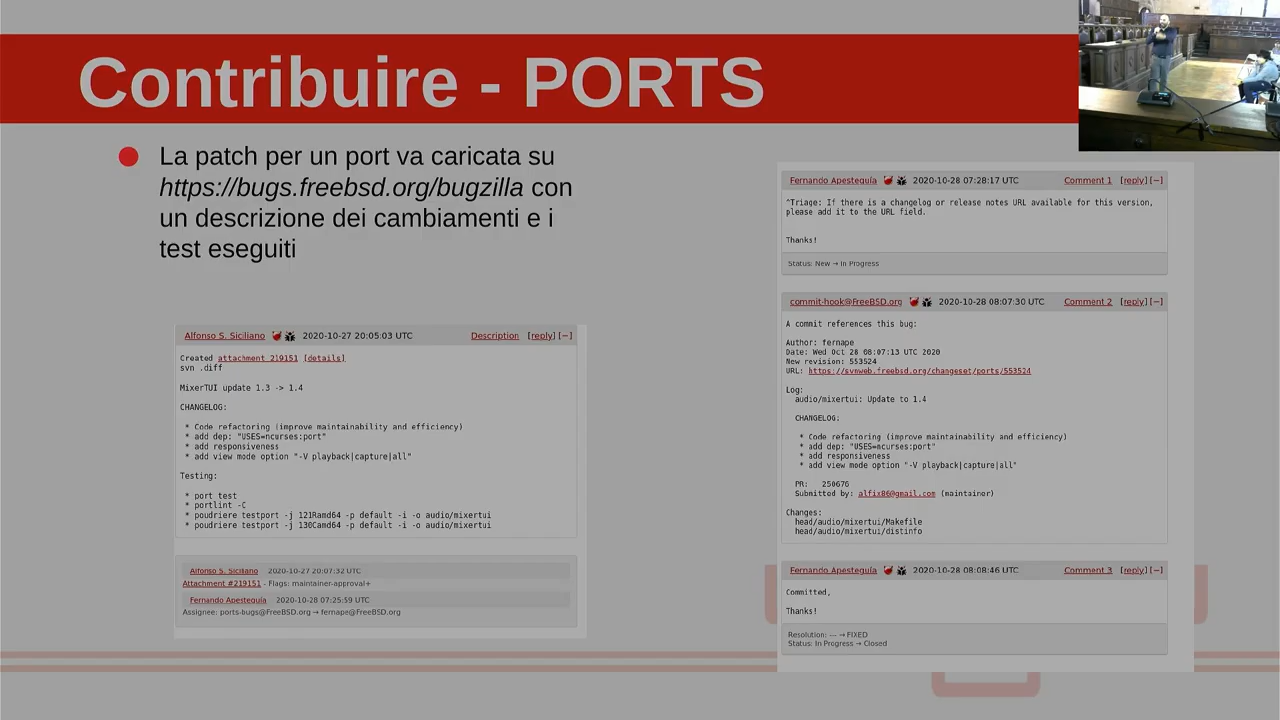 Contribuire - PORTS
La patch per un port va caricata su
https://bugs.freebsd.org/bugzilla con
un descrizione dei cambiamenti e i
test eseguiti
Alfonso S. Siciliano 2020-10-27 20:05:03 UTC Description [reply] [−]
Created attachment 219151 [details]
svn .diff
MixerTUI update 1.3 -> 1.4
CHANGELOG:
* Code refactoring (improve maintainability and efficiency)
* add dep: "USES=ncurses:port"
* add responsiveness
* add view mode option "-V playback|capture|all"
Testing:
* port test
* portlint -C
* poudriere testport -j 121Ramd64 -p default -i -o audio/mixertui
* poudriere testport -j 130Camd64 -p default -i -o audio/mixertui
Alfonso S. Siciliano 2020-10-27 20:07:32 UTC
Attachment #219151 - Flags: maintainer-approval+
Fernando Apesteguía 2020-10-28 07:25:59 UTC
Assignee: ports-bugs@FreeBSD.org → fernape@FreeBSD.org
Fernando Apesteguía 2020-10-28 07:28:17 UTC Comment 1 [reply] [−]
^Triage: If there is a changelog or release notes URL available for this version,
please add it to the URL field.
Thanks!
Status: New → In Progress
commit-hook@FreeBSD.org 2020-10-28 08:07:30 UTC Comment 2 [reply] [−]
A commit references this bug:
Author: fernape
Date: Wed Oct 28 08:07:13 UTC 2020
New revision: 553524
URL: https://svnweb.freebsd.org/changeset/ports/553524
Log:
audio/mixertui: Update to 1.4
CHANGELOG:
* Code refactoring (improve maintainability and efficiency)
* add dep: "USES=ncurses:port"
* add responsiveness
* add view mode option "-V playback|capture|all"
PR: 250676
Submitted by: alfix86@gmail.com (maintainer)
Changes:
head/audio/mixertui/Makefile
head/audio/mixertui/distinfo
Fernando Apesteguía 2020-10-28 08:08:46 UTC Comment 3 [reply] [−]
Committed,
Thanks!
Resolution: --- → FIXED
Status: In Progress → Closed